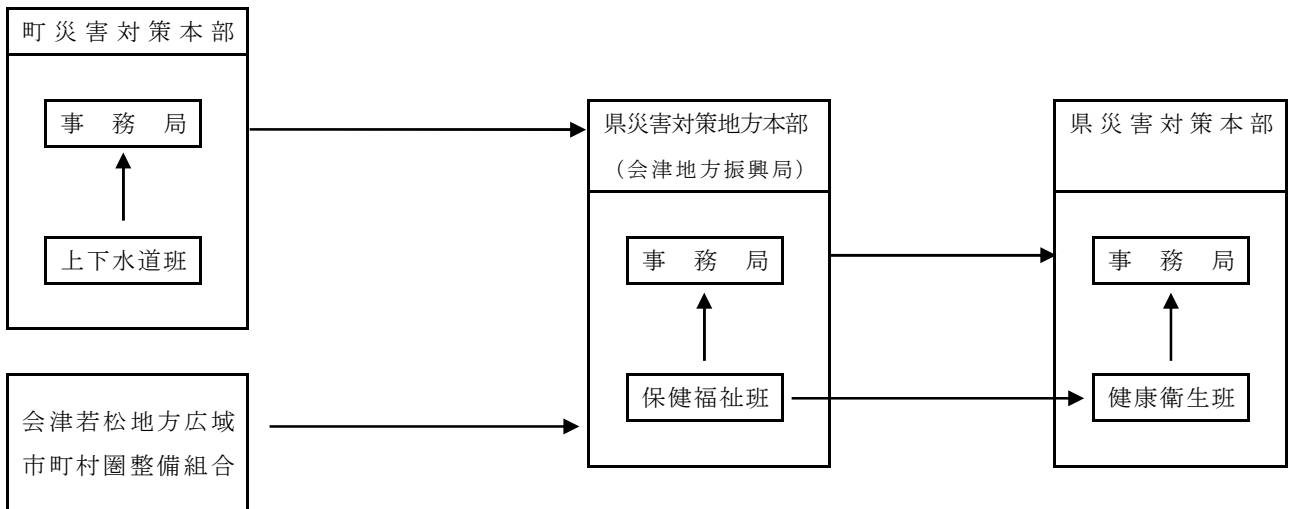 町災害対策本部
事務局
上下水道班
会津若松地方広域
市町村圏整備組合
県災害対策地方本部
（会津地方振興局）
事務局
保健福祉班
県災害対策本部
事務局
健康衛生班